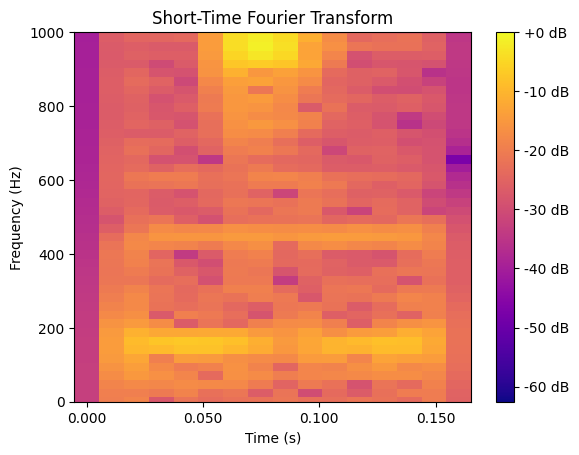 Short-Time Fourier Transform
Frequency (Hz)
1000
800
600
400
200
0
0.000
0.050
0.100
0.150
Time (s)
+0 dB
-10 dB
-20 dB
-30 dB
-40 dB
-50 dB
-60 dB